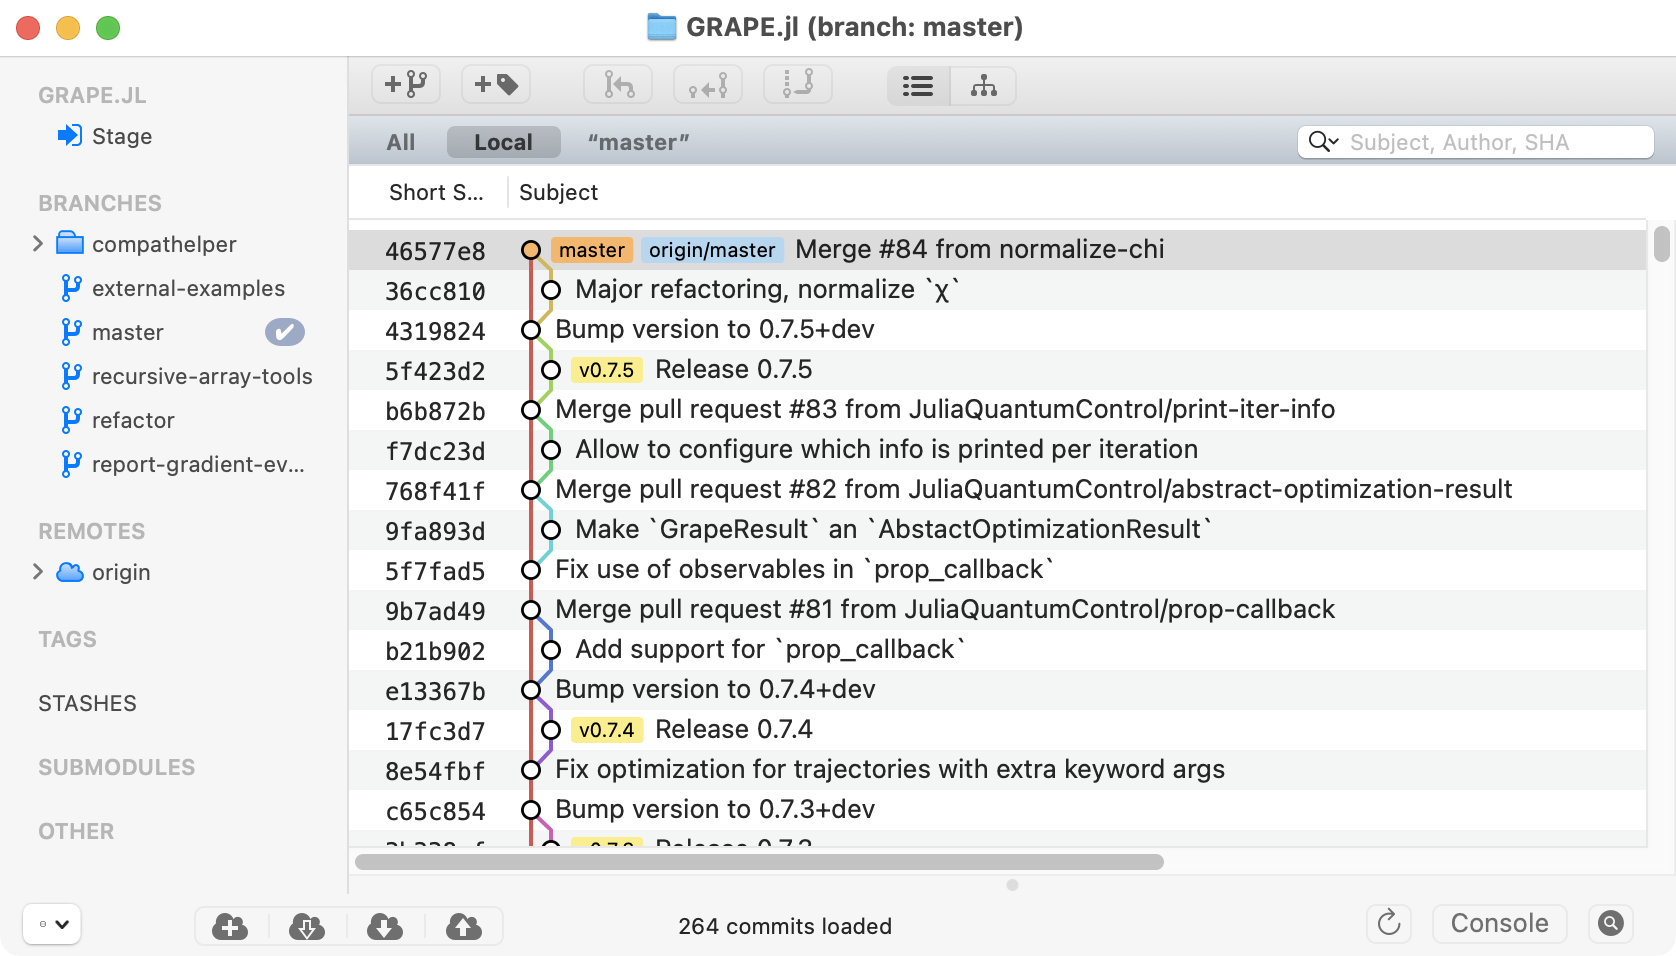 GRAPE.jl (branch: master)
GRAPE.JL
Stage
BRANCHES
compathelper
external-examples
master
recursive-array-tools
refactor
report-gradient-ev...
REMOTES
origin
TAGS
STASHES
SUBMODULES
OTHER
All Local “master” Subject, Author, SHA
Short S... Subject
46577e8 master origin/master Merge #84 from normalize-chi
36cc810 Major refactoring, normalize `χ`
4319824 Bump version to 0.7.5+dev
5f423d2 v0.7.5 Release 0.7.5
b6b872b Merge pull request #83 from JuliaQuantumControl/print-iter-info
f7dc23d Allow to configure which info is printed per iteration
768f41f Merge pull request #82 from JuliaQuantumControl/abstract-optimization-result
9fa893d Make `GrapeResult` an `AbstactOptimizationResult`
5f7fad5 Fix use of observables in `prop_callback`
9b7ad49 Merge pull request #81 from JuliaQuantumControl/prop-callback
b21b902 Add support for `prop_callback`
e13367b Bump version to 0.7.4+dev
17fc3d7 v0.7.4 Release 0.7.4
8e54fbf Fix optimization for trajectories with extra keyword args
c65c854 Bump version to 0.7.3+dev
Release
264 commits loaded
Console